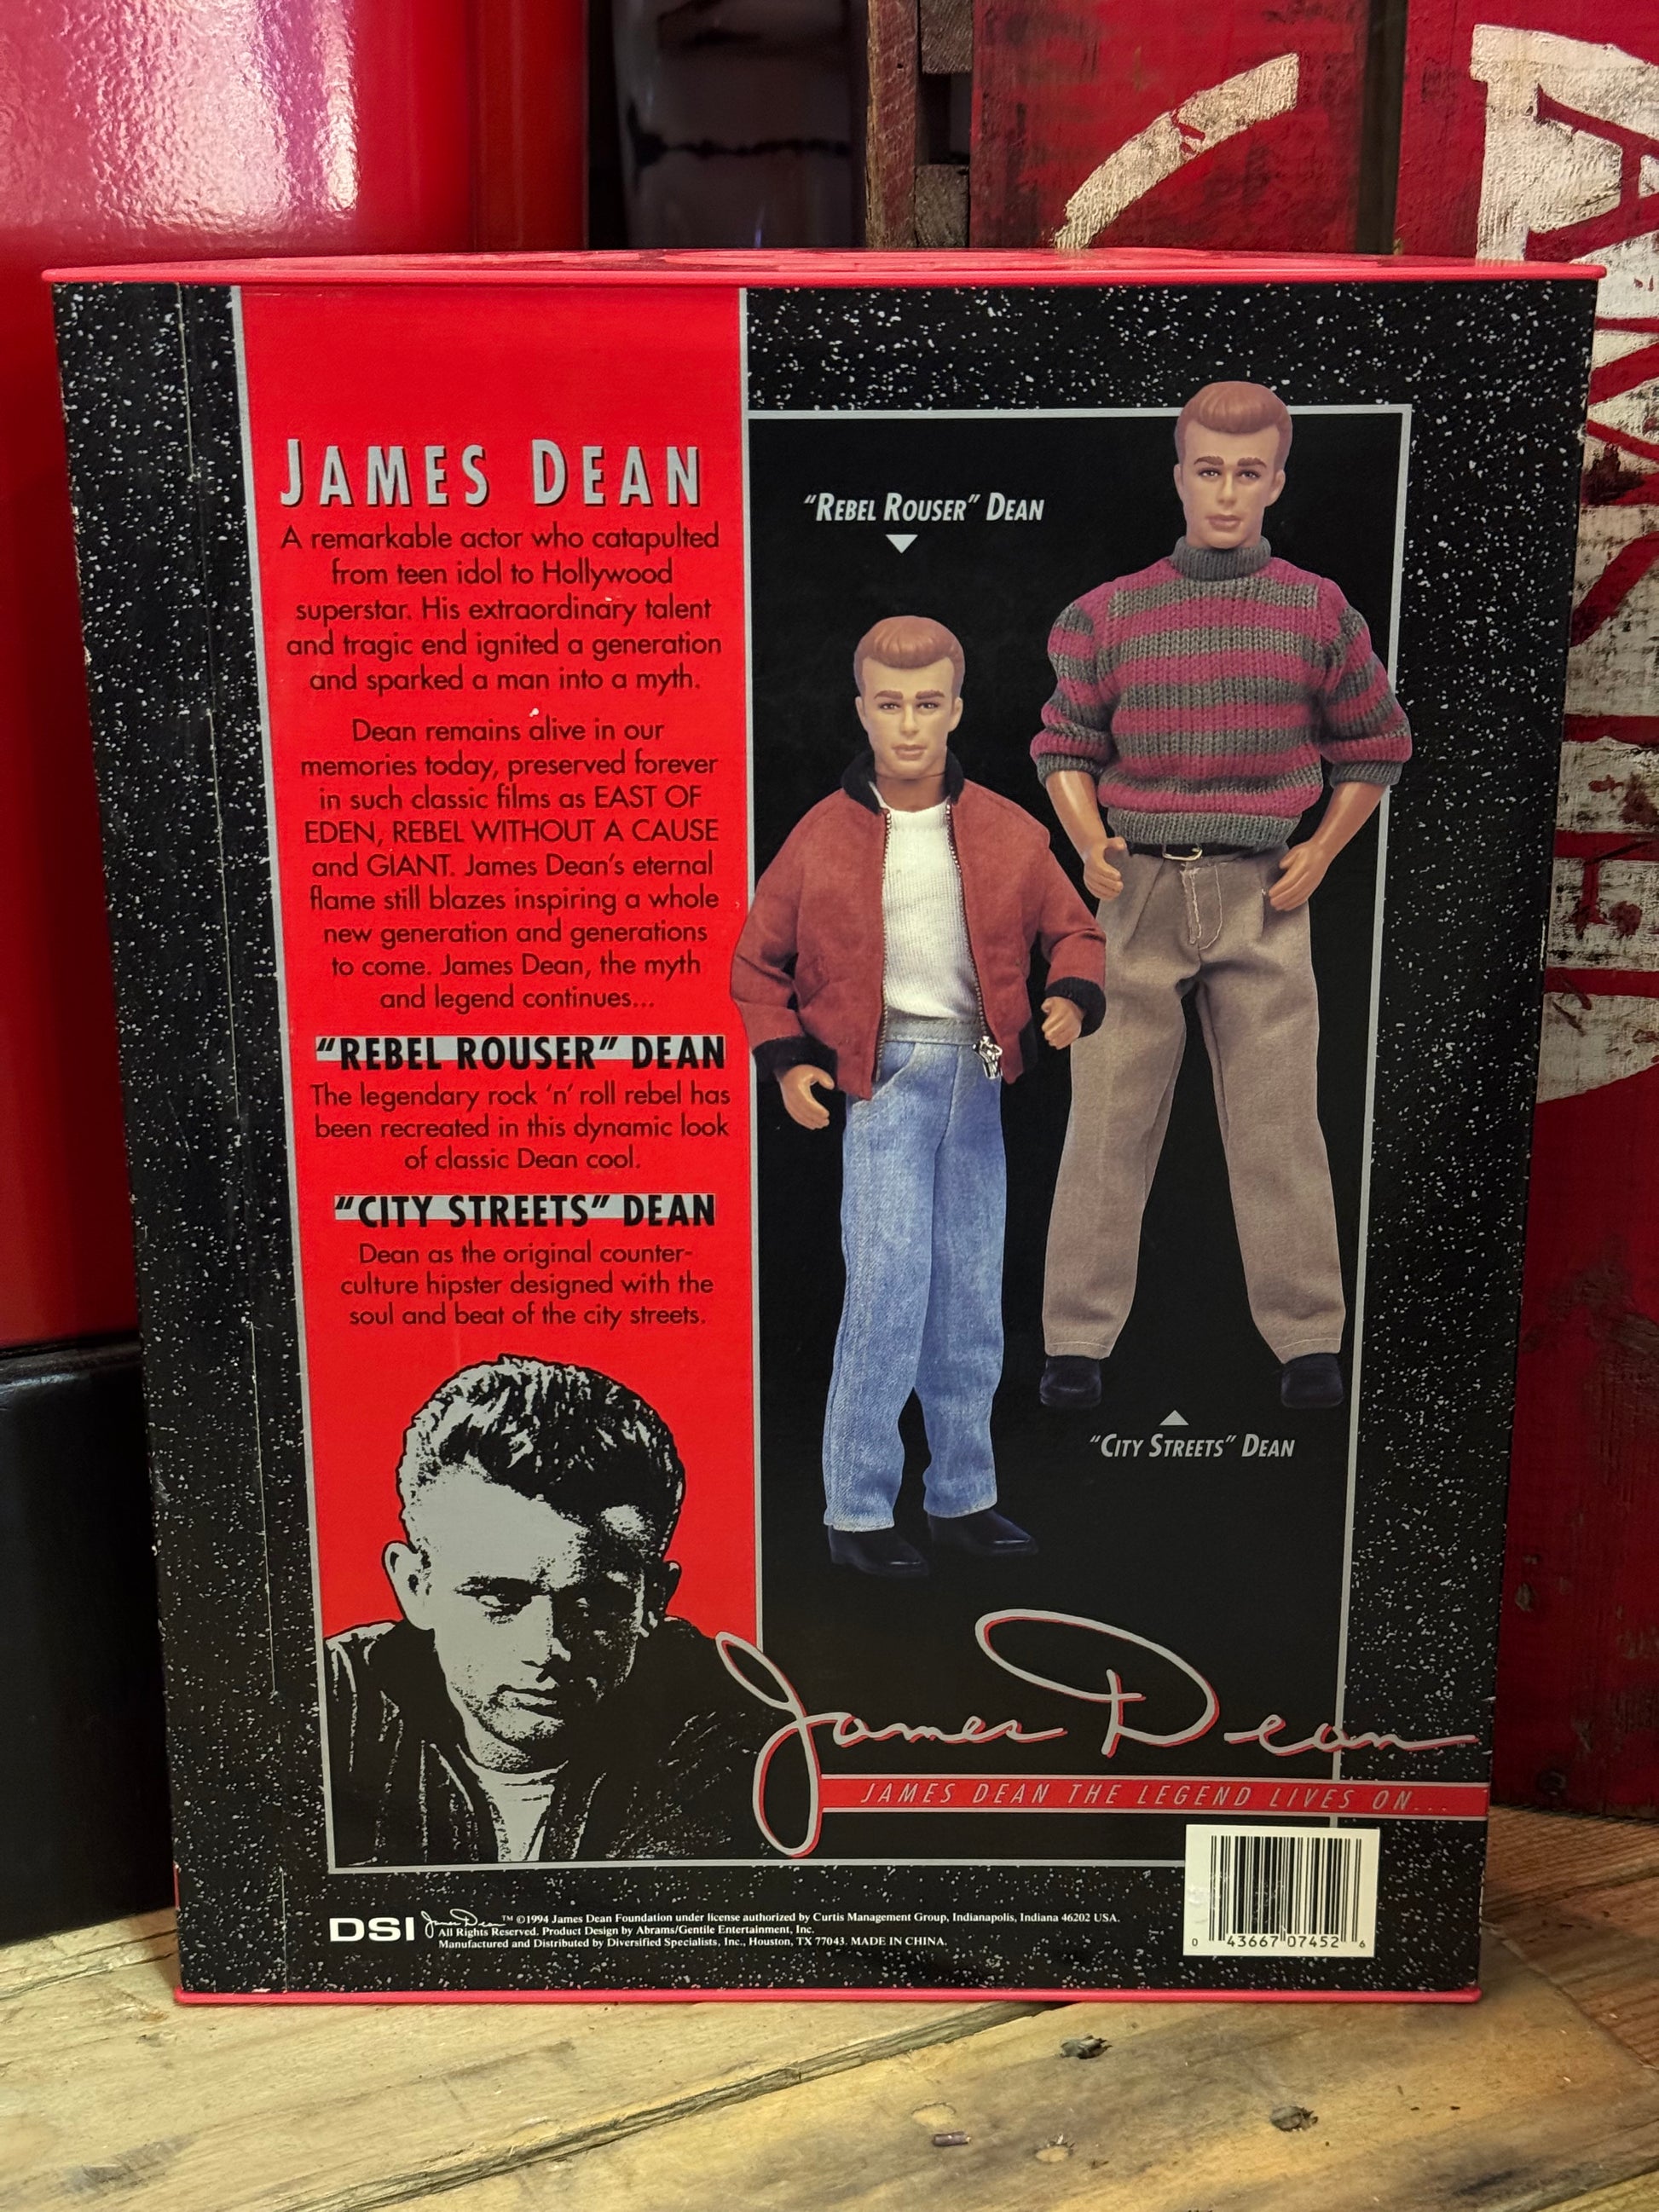 JAMES DEAN
A remarkable actor who catapulted
from teen idol to Hollywood
superstar. His extraordinary talent
and tragic end ignited a generation
and sparked a man into a myth.
Dean remains alive in our
memories today, preserved forever
in such classic films as EAST OF
EDEN, REBEL WITHOUT A CAUSE
and GIANT. James Dean's eternal
flame still blazes inspiring a whole
new generation and generations
to come. James Dean, the myth
and legend continues...
"REBEL ROUSER" DEAN
The legendary rock 'n' roll rebel has
been recreated in this dynamic look
of classic Dean cool.
"CITY STREETS" DEAN
Dean as the original counter-
culture hipster designed with the
soul and beat of the city streets.
"REBEL ROUSER" DEAN
"CITY STREETS" DEAN
James Dean
JAMES DEAN THE LEGEND LIVES ON...
DSI
James Dean™ ©1994 James Dean Foundation under license authorized by Curtis Management Group, Indianapolis, Indiana 46202 USA.
All Rights Reserved. Product Design by Abrams/Gentile Entertainment, Inc.
Manufactured and Distributed by Diversified Specialists, Inc., Houston, TX 77043. MADE IN CHINA.
0 43667 07452 6